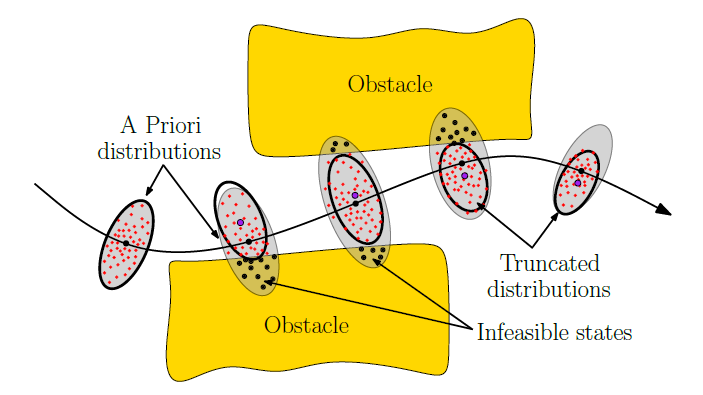 Obstacle
A Priori
distributions
Truncated
distributions
Obstacle
Infeasible states